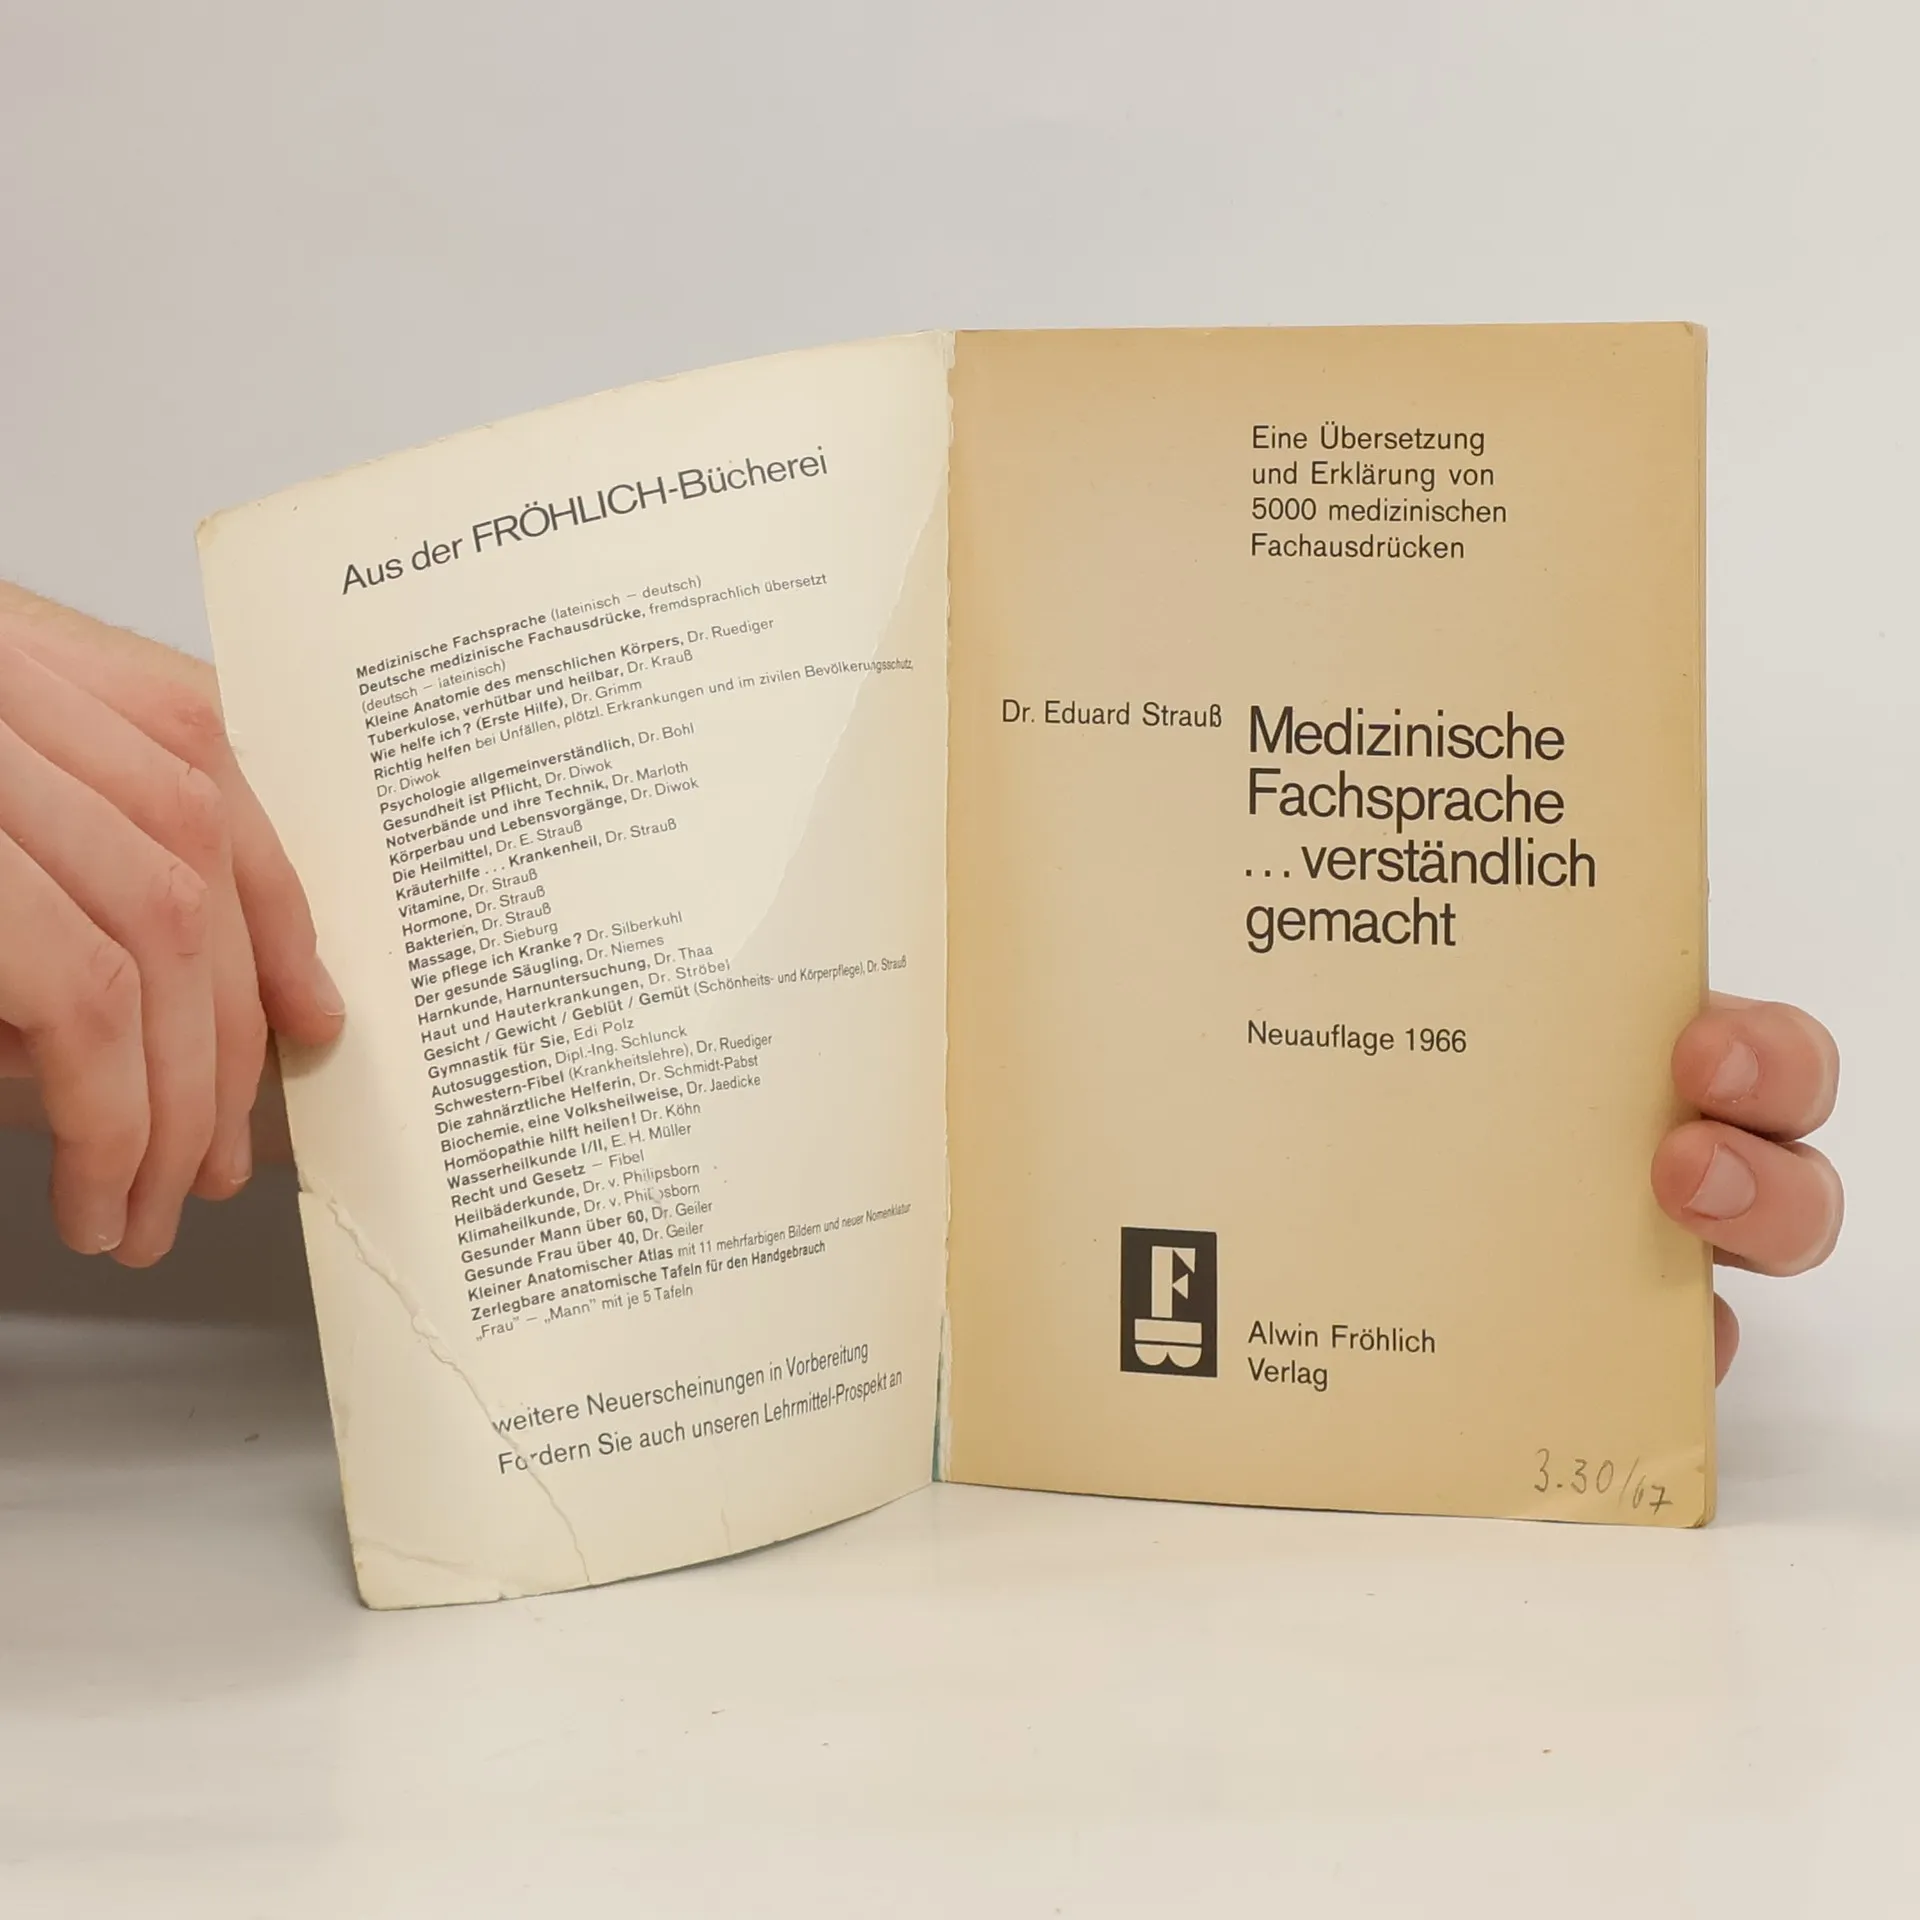 Aus der FRÖHLICH-Bücherei
Medizinische Fachsprache (lateinisch – deutsch)
Deutsche medizinische Fachausdrücke, fremdsprachlich übersetzt
(deutsch – lateinisch)
Kleine Anatomie des menschlichen Körpers, Dr. Ruediger
Tuberkulose, verhütbar und heilbar, Dr. Krauß
Wie helfe ich? (Erste Hilfe), Dr. Grimm
Richtig helfen bei Unfällen, plötzl. Erkrankungen und im zivilen Bevölkerungsschutz,
Dr. Diwok
Psychologie allgemeinverständlich, Dr. Bohl
Gesundheit ist Pflicht, Dr. Diwok
Notverbände und ihre Technik, Dr. Marloth
Körperbau und Lebensvorgänge, Dr. Diwok
Die Heilmittel, Dr. E. Strauß
Kräuterhilfe . . . Krankenheil, Dr. Strauß
Vitamine, Dr. Strauß
Hormone, Dr. Strauß
Bakterien, Dr. Strauß
Massage, Dr. Sieburg
Wie pflege ich Kranke? Dr. Silberkuhl
Der gesunde Säugling, Dr. Niemes
Harnkunde, Harnuntersuchung, Dr. Thaa
Haut und Hauterkrankungen, Dr. Ströbel
Gesicht / Gewicht / Geblüt / Gemüt (Schönheits- und Körperpflege), Dr. Strauß
Gymnastik für Sie, Edi Polz
Autosuggestion, Dipl.-Ing. Schlunck
Schwestern-Fibel (Krankheitslehre), Dr. Ruediger
Die zahnärztliche Helferin, Dr. Schmidt-Pabst
Biochemie, eine Volksheilweise, Dr. Jaedicke
Homöopathie hilft heilen! Dr. Köhn
Wasserheilkunde I/II, E. H. Müller
Recht und Gesetz – Fibel
Heilbäderkunde, Dr. v. Philipsborn
Klimaheilkunde, Dr. v. Philipsborn
Gesunder Mann über 60, Dr. Geiler
Gesunde Frau über 40, Dr. Geiler
Kleiner Anatomischer Atlas mit 11 mehrfarbigen Bildern und neuer Nomenklatur
Zerlegbare anatomische Tafeln für den Handgebrauch
„Frau” – „Mann” mit je 5 Tafeln
weitere Neuerscheinungen in Vorbereitung
Fordern Sie auch unseren Lehrmittel-Prospekt an
Eine Übersetzung
und Erklärung von
5000 medizinischen
Fachausdrücken
Dr. Eduard Strauß
Medizinische
Fachsprache
...verständlich
gemacht
Neuauflage 1966
FB
Alwin Fröhlich
Verlag
3.30/67